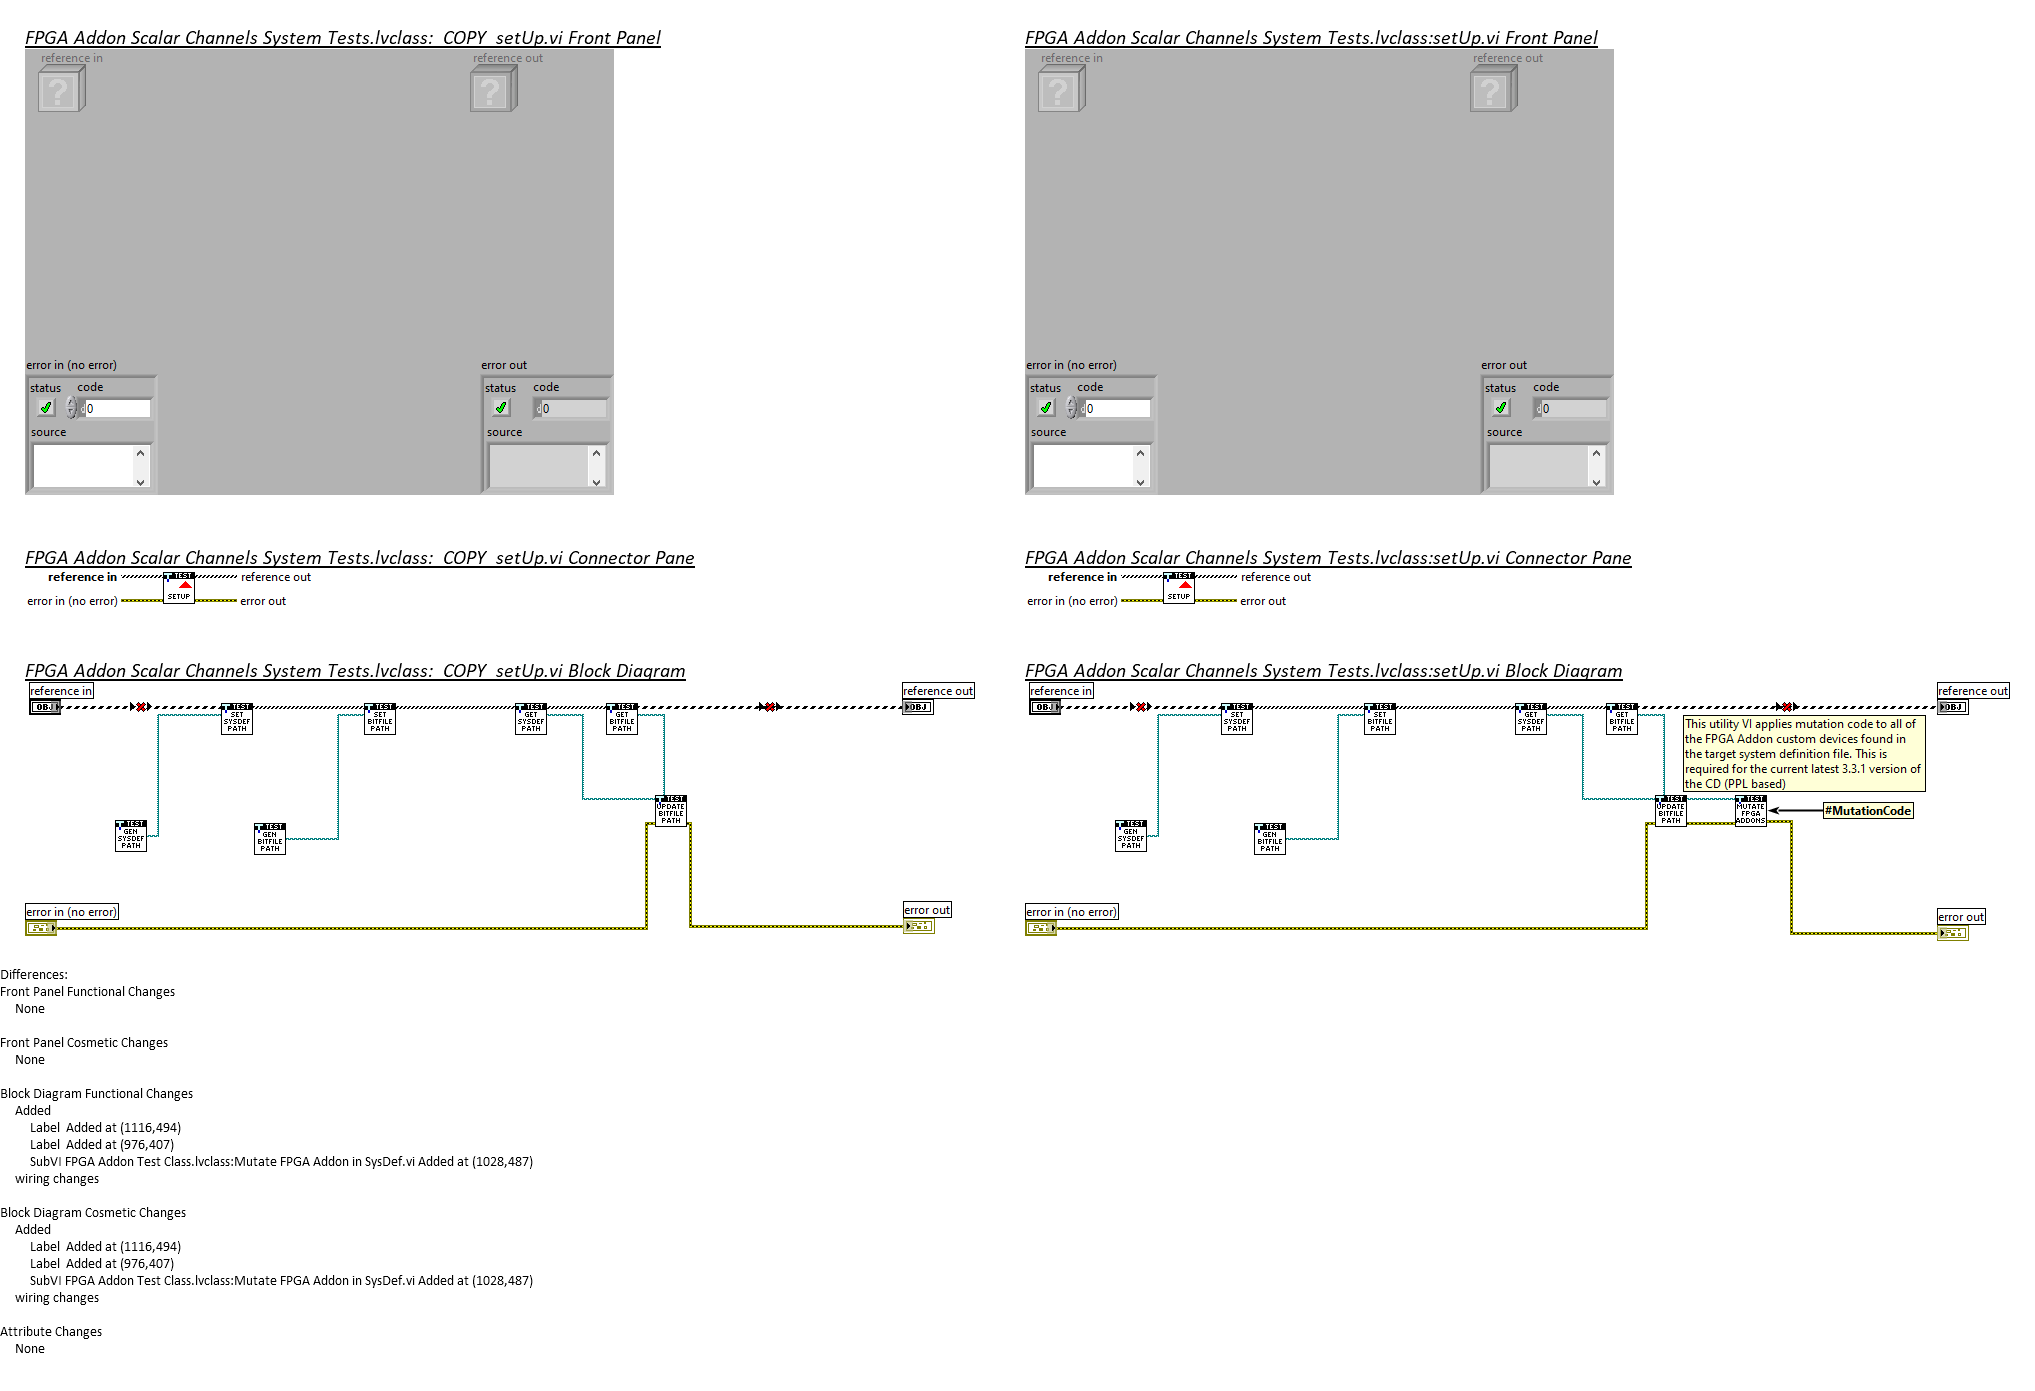 FPGA Addon Scalar Channels System Tests.lvclass:_COPY_setUp.vi Front Panel
reference in
reference out
?
?
error in (no error)
status
code
0
source
error out
status
code
0
source
FPGA Addon Scalar Channels System Tests.lvclass:setUp.vi Front Panel
reference in
reference out
?
?
error in (no error)
status
code
0
source
error out
status
code
0
source
FPGA Addon Scalar Channels System Tests.lvclass:_COPY_setUp.vi Connector Pane
reference in
reference out
TEST
SETUP
error in (no error)
error out
FPGA Addon Scalar Channels System Tests.lvclass:setUp.vi Connector Pane
reference in
reference out
TEST
SETUP
error in (no error)
error out
FPGA Addon Scalar Channels System Tests.lvclass:_COPY_setUp.vi Block Diagram
reference in
OBJ
TEST
SET
SYSDEF
PATH
TEST
SET
BITFILE
PATH
TEST
GET
SYSDEF
PATH
TEST
GET
BITFILE
PATH
reference out
OBJ
TEST
UPDATE
BITFILE
PATH
TEST
GEN
SYSDEF
PATH
TEST
GEN
BITFILE
PATH
error in (no error)
error out
FPGA Addon Scalar Channels System Tests.lvclass:setUp.vi Block Diagram
reference in
OBJ
TEST
SET
SYSDEF
PATH
TEST
SET
BITFILE
PATH
TEST
GET
SYSDEF
PATH
TEST
GET
BITFILE
PATH
reference out
OBJ
This utility VI applies mutation code to all of
the FPGA Addon custom devices found in
the target system definition file. This is
required for the current latest 3.3.1 version of
the CD (PPL based)
TEST
UPDATE
BITFILE
PATH
TEST
MUTATE
FPGA
ADDONS
#MutationCode
TEST
GEN
SYSDEF
PATH
TEST
GEN
BITFILE
PATH
error in (no error)
error out
Differences:
Front Panel Functional Changes
None
Front Panel Cosmetic Changes
None
Block Diagram Functional Changes
Added
Label  Added at (1116,494)
Label  Added at (976,407)
SubVI FPGA Addon Test Class.lvclass:Mutate FPGA Addon in SysDef.vi Added at (1028,487)
wiring changes
Block Diagram Cosmetic Changes
Added
Label  Added at (1116,494)
Label  Added at (976,407)
SubVI FPGA Addon Test Class.lvclass:Mutate FPGA Addon in SysDef.vi Added at (1028,487)
wiring changes
Attribute Changes
None